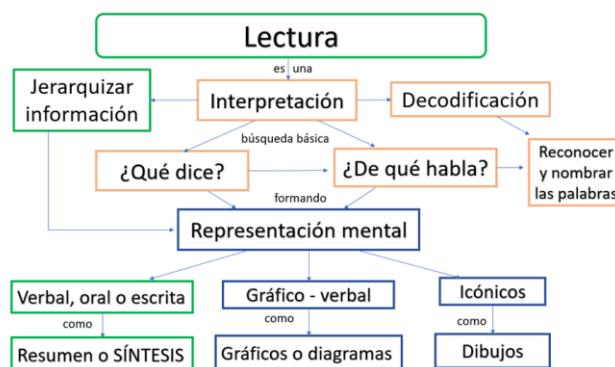 Lectura
es una
Jerarquizar
información
Interpretación
Decodificación
búsqueda básica
¿Qué dice?
¿De qué habla?
Reconocer
y nombrar
las palabras
formando
Representación mental
Verbal, oral o escrita
Gráfico - verbal
Icónicos
como
como
como
Resumen o SÍNTESIS
Gráficos o diagramas
Dibujos